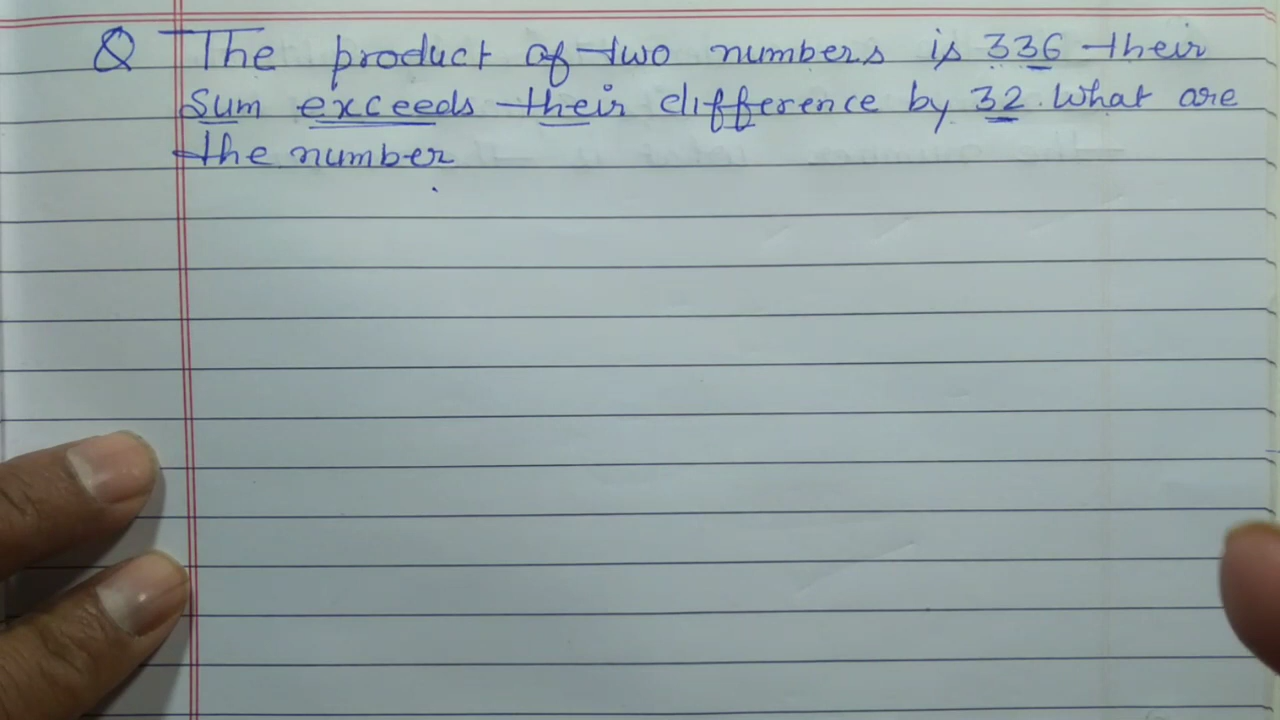 Q The product of two numbers is 336 their
sum exceeds their difference by 32. What are
the number